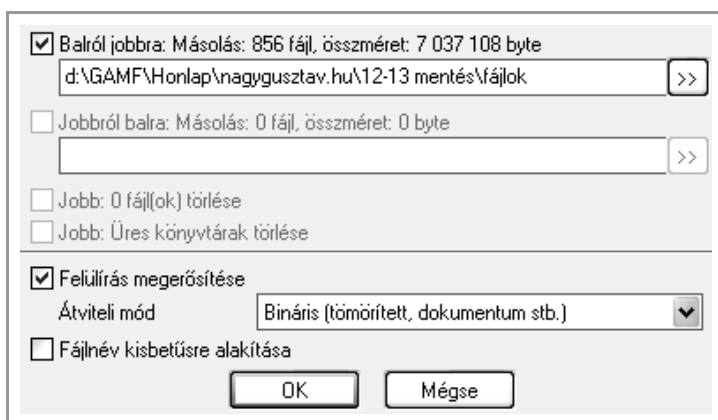 Balról jobbra: Másolás: 856 fájl, összméret: 7 037 108 byte
d:\GAMF\Honlap\nagygusztav.hu\12-13 mentés\fájlok
>>
Jobbról balra: Másolás: 0 fájl, összméret: 0 byte
>>
Jobb: 0 fájl(ok) törlése
Jobb: Üres könyvtárak törlése
Felülírás megerősítése
Átviteli mód
Bináris (tömörített, dokumentum stb.)
Fájlnév kisbetűsre alakítása
OK
Mégse